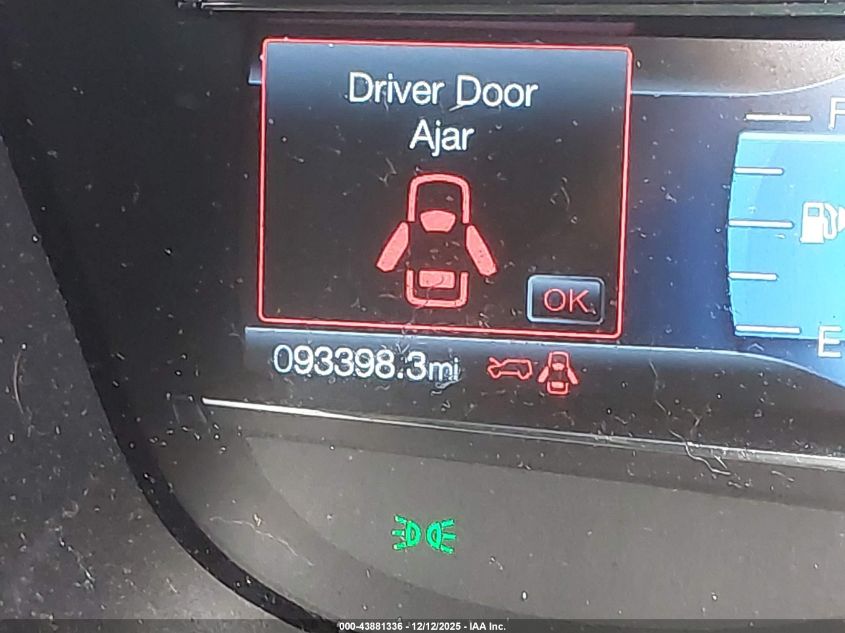 Driver Door
Ajar
OK
F
E
093398.3mi
000-43881336 - 12/12/2025 - IAA Inc.